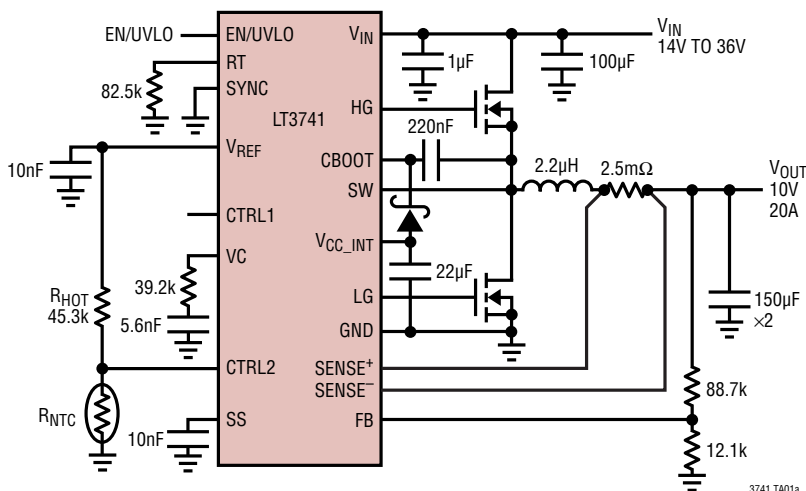 EN/UVLO
EN/UVLO
RT
82.5k
SYNC
LT3741
10nF
VREF
CTRL1
VC
39.2k
5.6nF
RHOT
45.3k
CTRL2
RNTC
SS
10nF
VIN
1µF
100µF
VIN
14V TO 36V
HG
220nF
CBOOT
SW
2.2µH
2.5mΩ
VOUT
10V
20A
VCC_INT
22µF
LG
GND
150µF
×2
SENSE+
SENSE–
88.7k
FB
12.1k
3741 TA01a